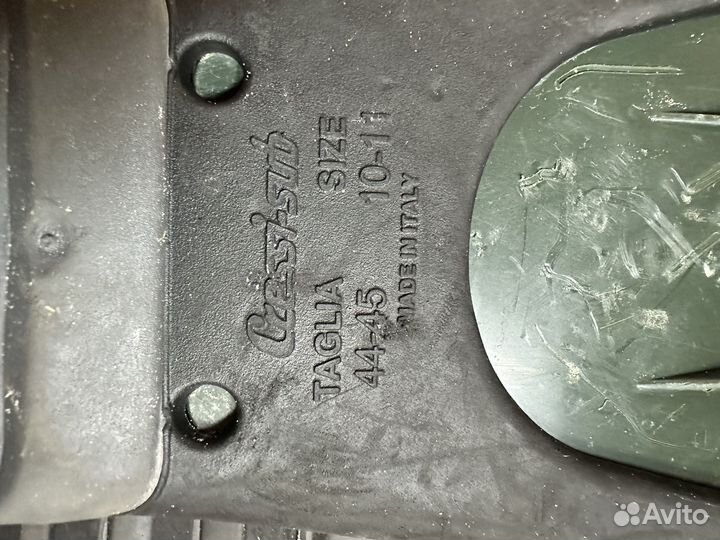 Cressi-sub
TAGLIA SIZE
44-45 10-11
MADE IN ITALY
Avito